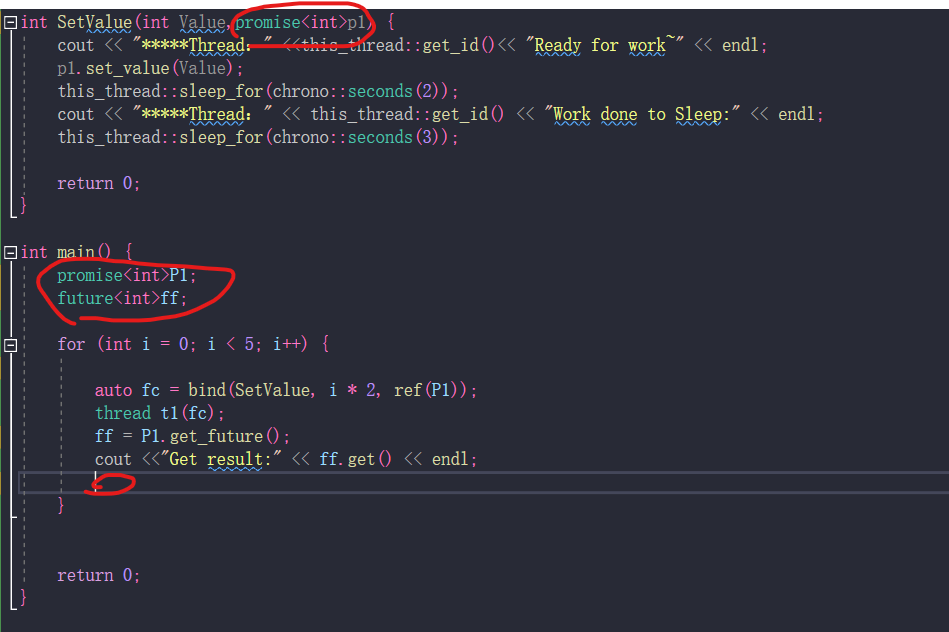 int SetValue(int Value,promise<int>p1) {
cout << "*****Thread：" <<this_thread::get_id()<< "Ready for work~" << endl;
p1.set_value(Value);
this_thread::sleep_for(chrono::seconds(2));
cout << "*****Thread：" << this_thread::get_id() << "Work done to Sleep:" << endl;
this_thread::sleep_for(chrono::seconds(3));
return 0;
}
int main() {
promise<int>P1;
future<int>ff;
for (int i = 0; i < 5; i++) {
auto fc = bind(SetValue, i * 2, ref(P1));
thread t1(fc);
ff = P1.get_future();
cout <<"Get result:" << ff.get() << endl;
}
return 0;
}